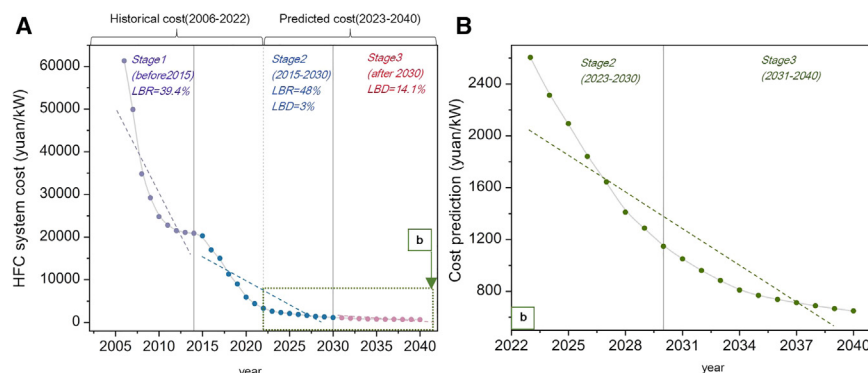 A
Historical cost(2006-2022)
Predicted cost(2023-2040)
Stage1
(before2015)
LBR=39.4%
Stage2
(2015-2030)
LBR=48%
LBD=3%
Stage3
(after 2030)
LBD=14.1%
HFC system cost (yuan/kW)
60000
50000
40000
30000
20000
10000
0
b
2005
2010
2015
2020
2025
2030
2035
2040
year
B
Stage2
(2023-2030)
Stage3
(2031-2040)
Cost prediction (yuan/kW)
2400
2000
1600
1200
800
b
2022
2025
2028
2031
2034
2037
2040
year